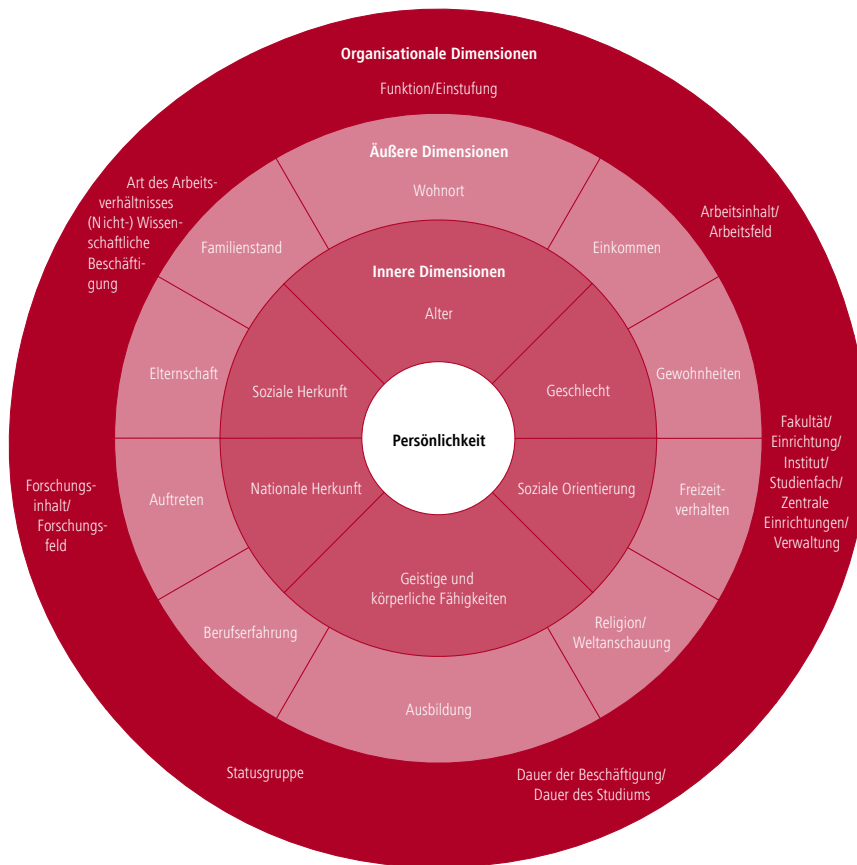 Organisationale Dimensionen
Funktion/Einstufung
Äußere Dimensionen
Wohnort
Art des Arbeits-
verhältnisses
(Nicht-) Wissen-
schaftliche
Beschäfti-
gung
Familienstand
Einkommen
Arbeitsinhalt/
Arbeitsfeld
Innere Dimensionen
Alter
Elternschaft
Soziale Herkunft
Geschlecht
Gewohnheiten
Persönlichkeit
Forschungs-
inhalt/
Forschungs-
feld
Auftreten
Nationale Herkunft
Soziale Orientierung
Freizeit-
verhalten
Fakultät/
Einrichtung/
Institut/
Studienfach/
Zentrale
Einrichtungen/
Verwaltung
Geistige und
körperliche Fähigkeiten
Berufserfahrung
Religion/
Weltanschauung
Ausbildung
Statusgruppe
Dauer der Beschäftigung/
Dauer des Studiums